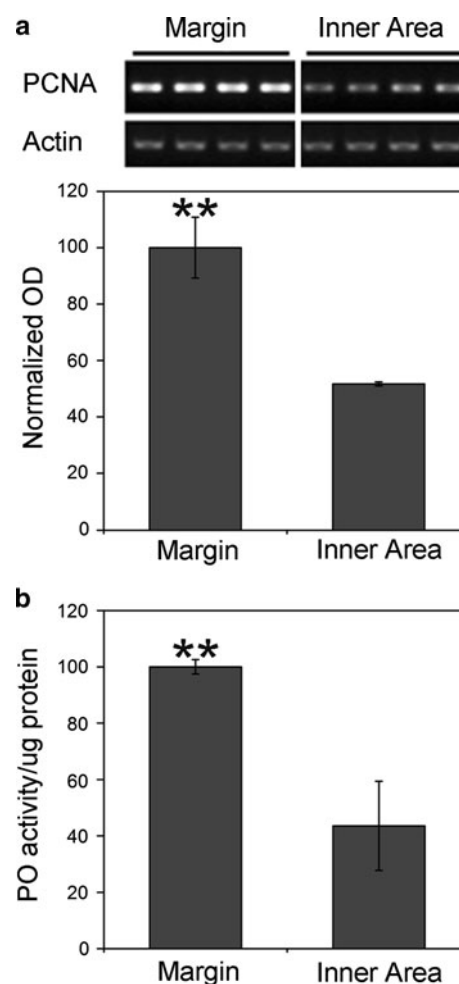 a
Margin Inner Area
PCNA
Actin
120
100
80
60
40
20
0
Normalized OD
**
Margin Inner Area
b
120
100
80
60
40
20
0
PO activity/ug protein
**
Margin Inner Area